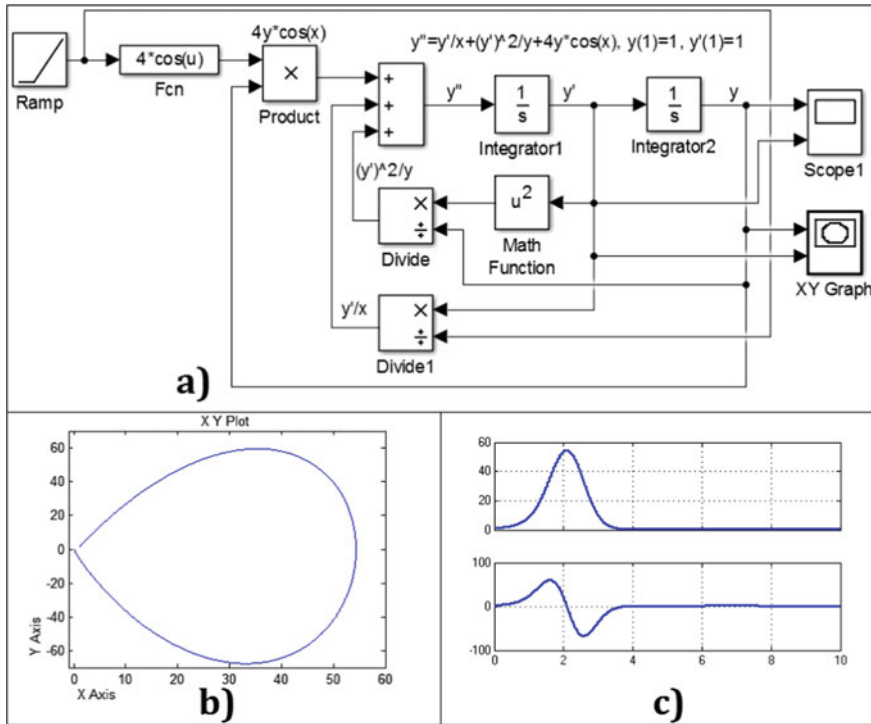 4y*cos(x)
y"=y'/x+(y')^2/y+4y*cos(x), y(1)=1, y'(1)=1
Ramp
4*cos(u)
Fcn
×
Product
+
+
+
y"
1
s
Integrator1
y'
1
s
Integrator2
y
Scope1
(y')^2/y
×
÷
Divide
u²
Math
Function
XY Graph
y'/x
×
÷
Divide1
a)
X Y Plot
60
40
20
0
-20
-40
-60
Y Axis
0 10 20 30 40 50 60
X Axis
b)
60
40
20
0
100
0
-100
0 2 4 6 8 10
c)